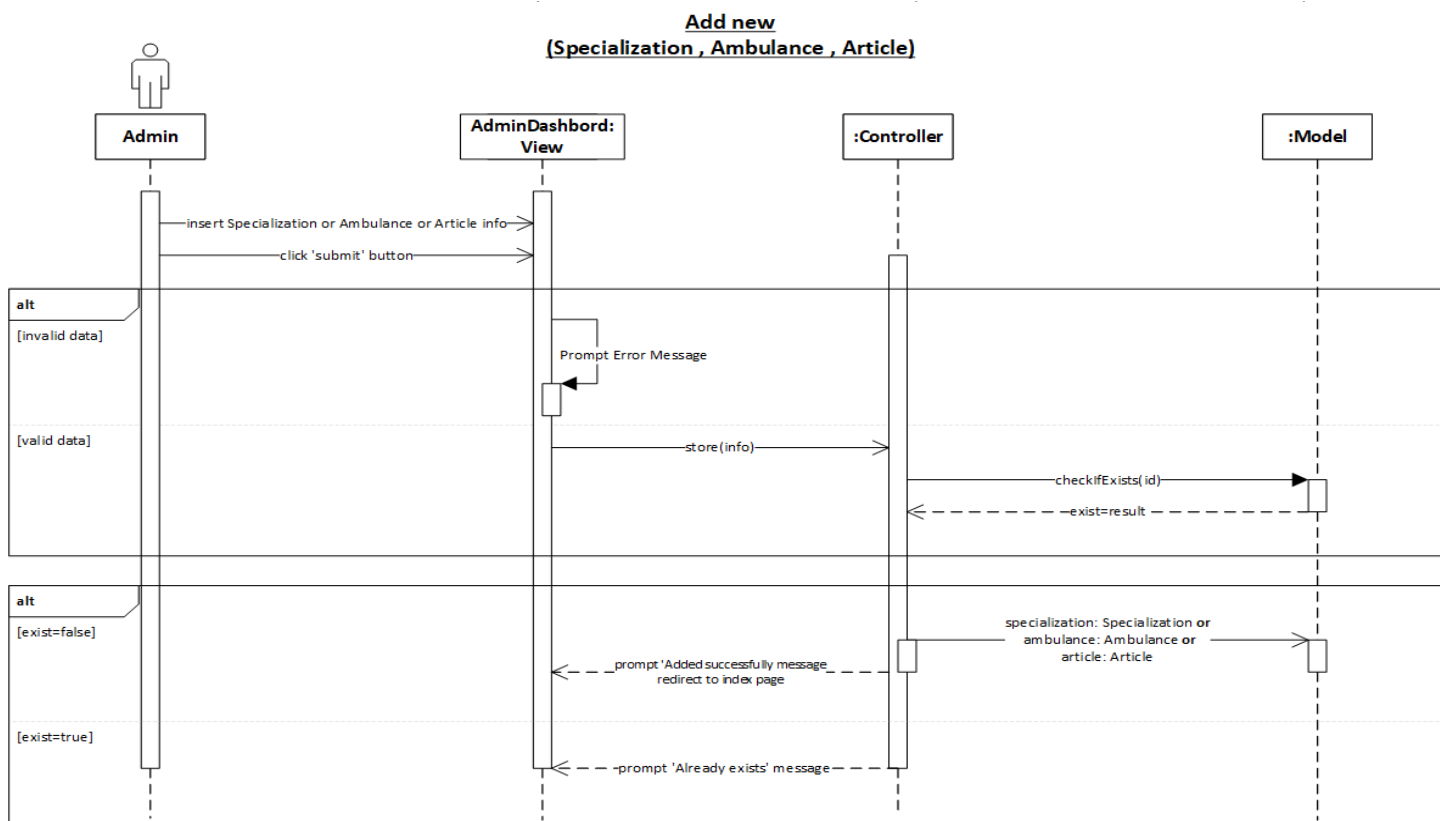 Add new
(Specialization , Ambulance , Article)
Admin
AdminDashbord:
View
:Controller
:Model
insert Specialization or Ambulance or Article info
click 'submit' button
alt
[invalid data]
Prompt Error Message
[valid data]
store(info)
checkIfExists(id)
exist=result
alt
[exist=false]
specialization: Specialization or
ambulance: Ambulance or
article: Article
prompt 'Added successfully message
redirect to index page
[exist=true]
prompt 'Already exists' message